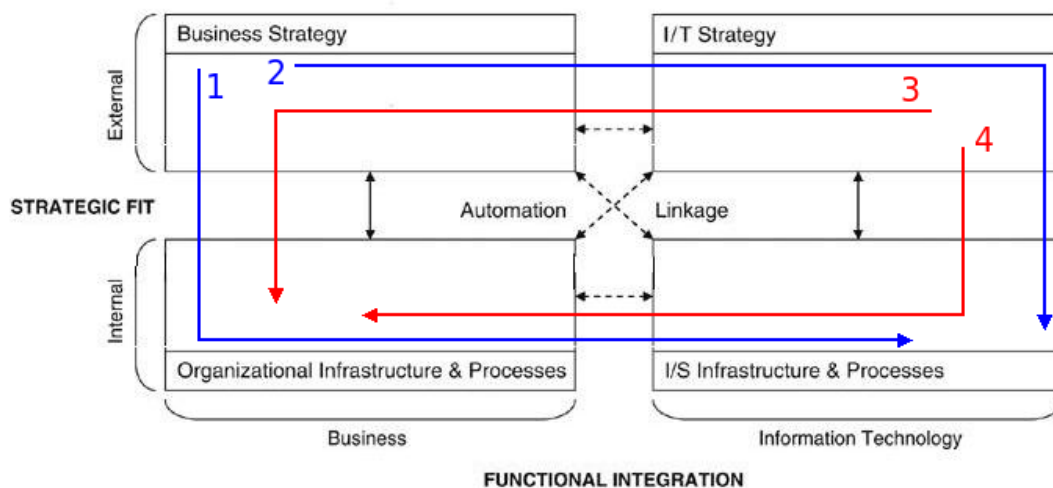 Business Strategy
I/T Strategy
1
2
3
4
External
STRATEGIC FIT
Automation
Linkage
Internal
Organizational Infrastructure & Processes
I/S Infrastructure & Processes
Business
Information Technology
FUNCTIONAL INTEGRATION